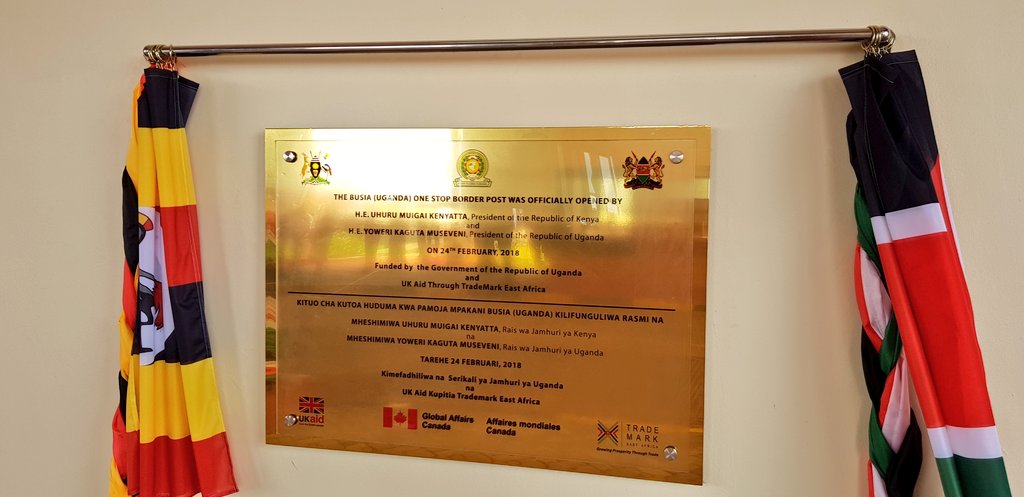 THE BUSIA (UGANDA) ONE STOP BORDER POST WAS OFFICIALLY OPENED BY
H.E. UHURU MUIGAI KENYATTA, President of the Republic of Kenya
and
H.E. YOWERI KAGUTA MUSEVENI, President of the Republic of Uganda
ON 24TH FEBRUARY, 2018
Funded by the Government of the Republic of Uganda
and
UK Aid Through TradeMark East Africa
KITUO CHA KUTOA HUDUMA KWA PAMOJA MPAKANI BUSIA (UGANDA) KILIFUNGULIWA RASMI NA
MHESHIMIWA UHURU MUIGAI KENYATTA, Rais wa Jamhuri ya Kenya
na
MHESHIMIWA YOWERI KAGUTA MUSEVENI, Rais wa Jamhuri ya Uganda
TAREHE 24 FEBRUARI, 2018
Kimefadhiliwa na Serikali ya Jamhuri ya Uganda
na
UK Aid Kupitia Trademark East Africa
UKaid
Global Affairs
Canada
Affaires mondiales
Canada
TRADE
MARK
EAST AFRICA
Growing Prosperity Through Trade